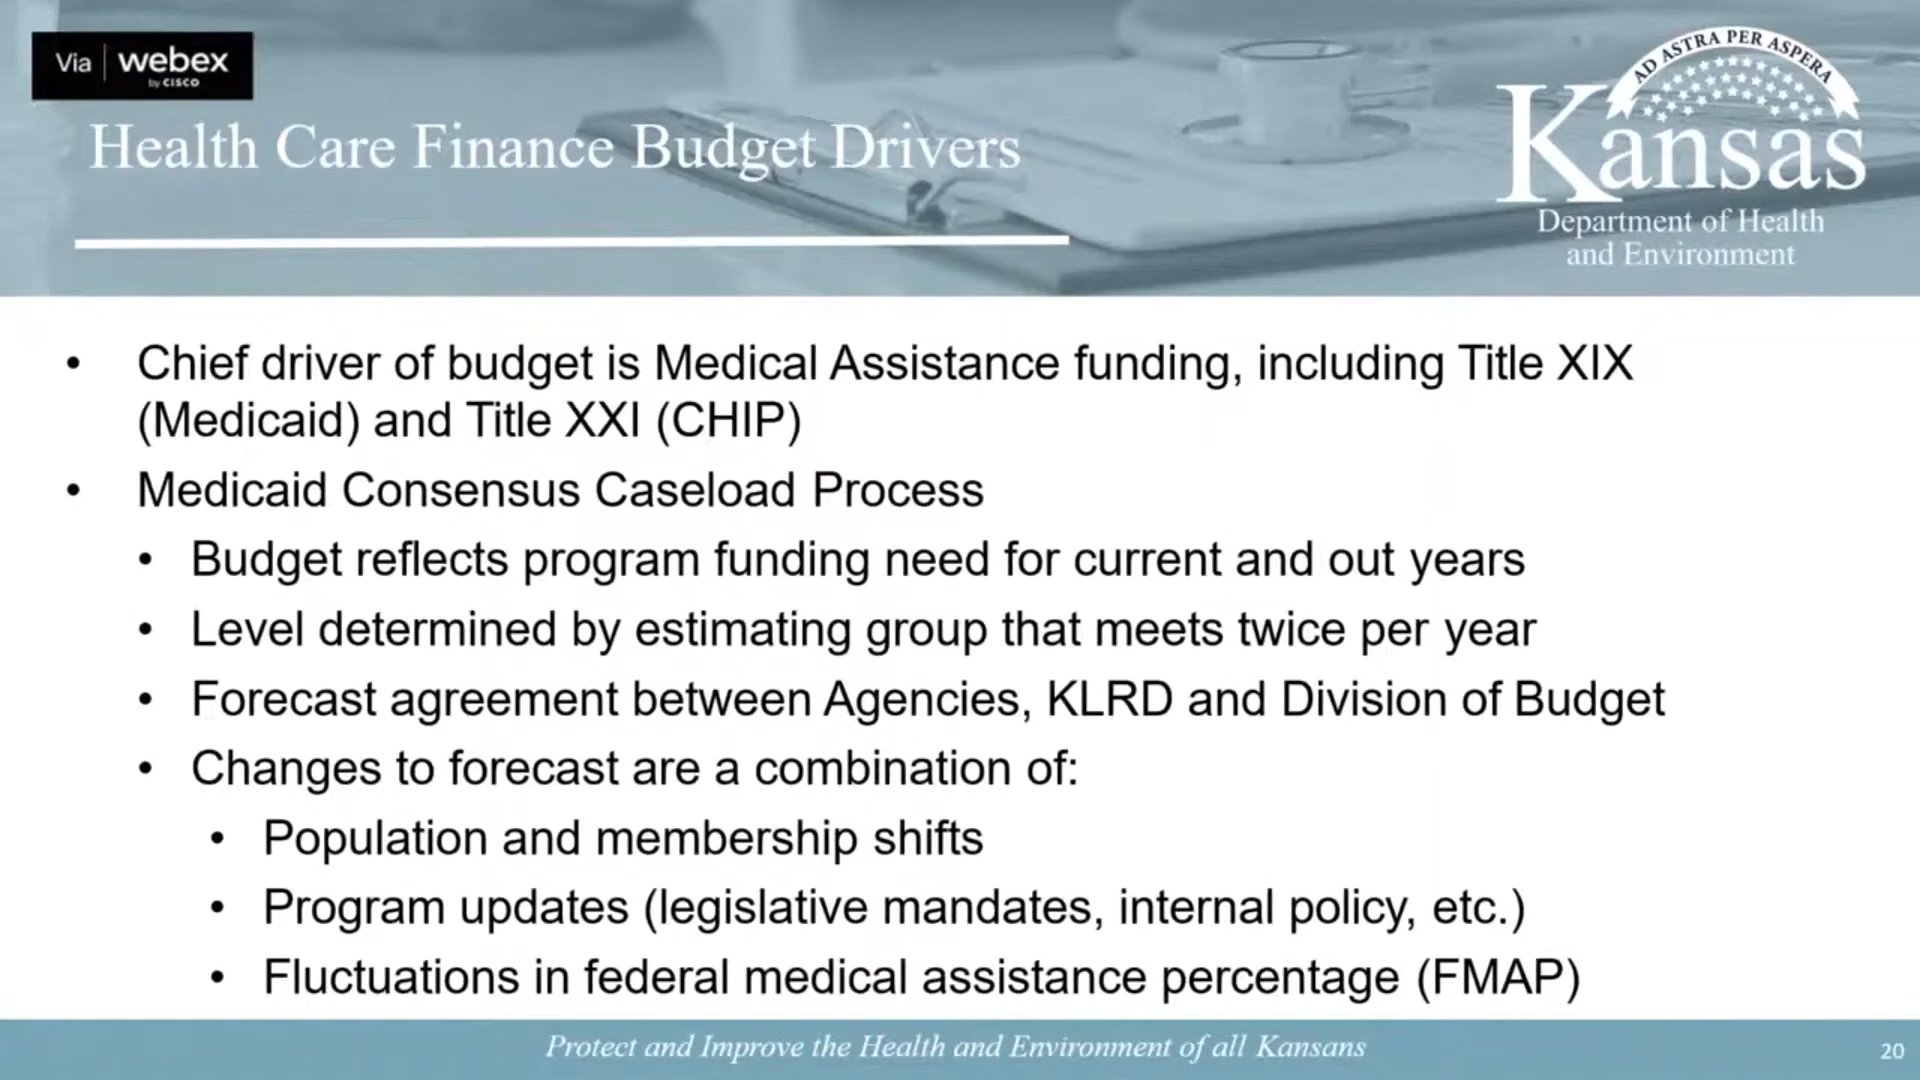 Via webex
by CISCO
AD ASTRA PER ASPERA
Kansas
Department of Health
and Environment
Health Care Finance Budget Drivers
• Chief driver of budget is Medical Assistance funding, including Title XIX
(Medicaid) and Title XXI (CHIP)
• Medicaid Consensus Caseload Process
• Budget reflects program funding need for current and out years
• Level determined by estimating group that meets twice per year
• Forecast agreement between Agencies, KLRD and Division of Budget
• Changes to forecast are a combination of:
• Population and membership shifts
• Program updates (legislative mandates, internal policy, etc.)
• Fluctuations in federal medical assistance percentage (FMAP)
Protect and Improve the Health and Environment of all Kansans
20